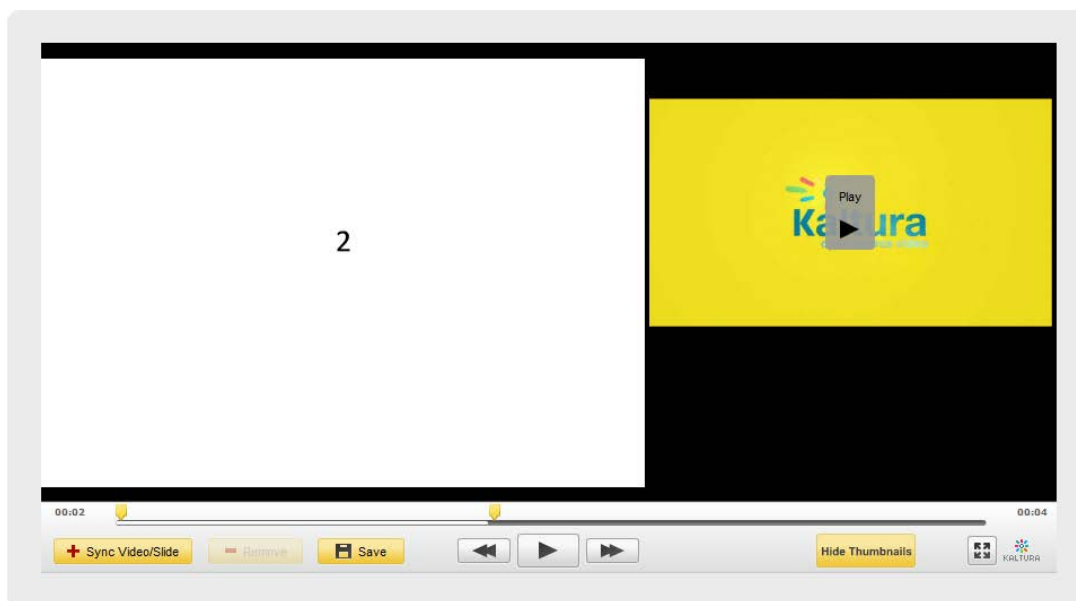 2
Play
Kaltura
00:02
00:04
Sync Video/Slide
Remove
Save
Hide Thumbnails
KALTURA